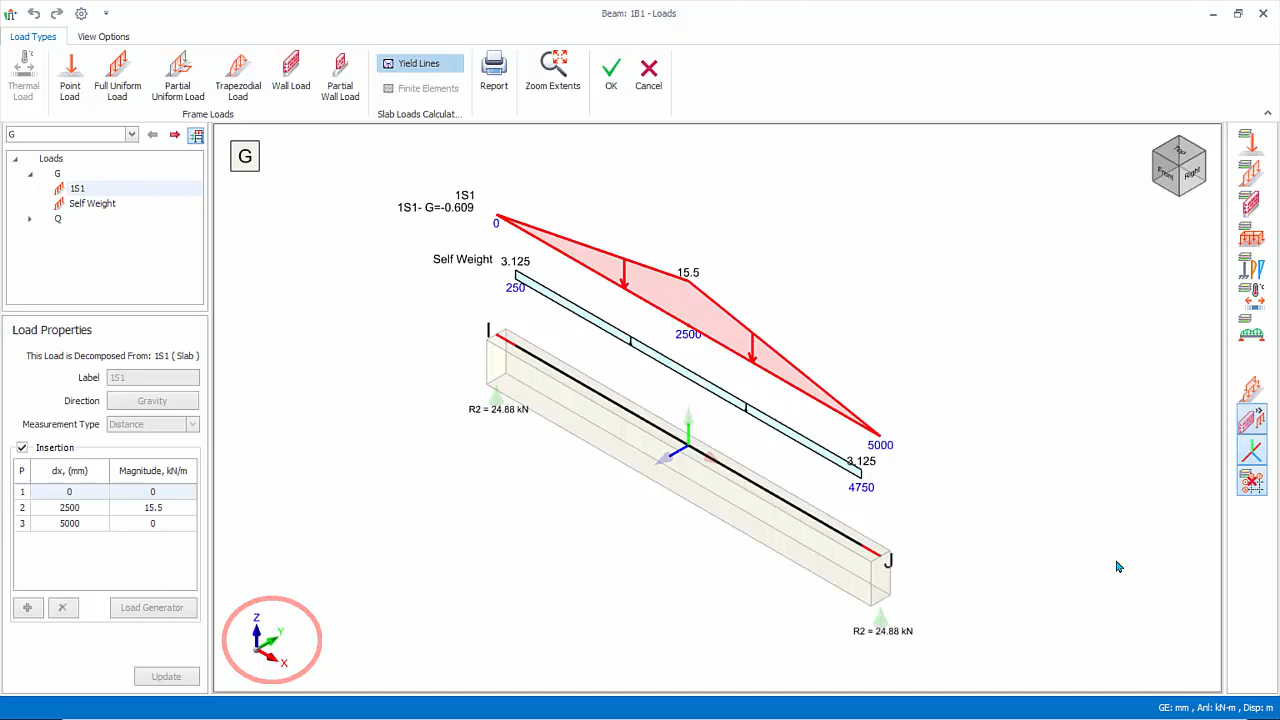 Beam: 1B1 - Loads
Load Types
View Options
Thermal Load
Point Load
Full Uniform Load
Partial Uniform Load
Trapezodial Load
Wall Load
Partial Wall Load
Frame Loads
Yield Lines
Finite Elements
Slab Loads Calculat...
Report
Zoom Extents
OK
Cancel
G
Loads
G
1S1
Self Weight
Q
Load Properties
This Load is Decomposed From: 1S1 ( Slab )
Label 1S1
Direction Gravity
Measurement Type Distance
Insertion
P dx, (mm) Magnitude, kN/m
1 0 0
2 2500 15.5
3 5000 0
Load Generator
Update
G
1S1
1S1- G=-0.609
0
Self Weight 3.125
250
15.5
2500
I
R2 = 24.88 kN
5000
3.125
4750
J
R2 = 24.88 kN
Z
Y
X
Top
Front
Right
GE: mm , Anl: kN-m , Disp: m